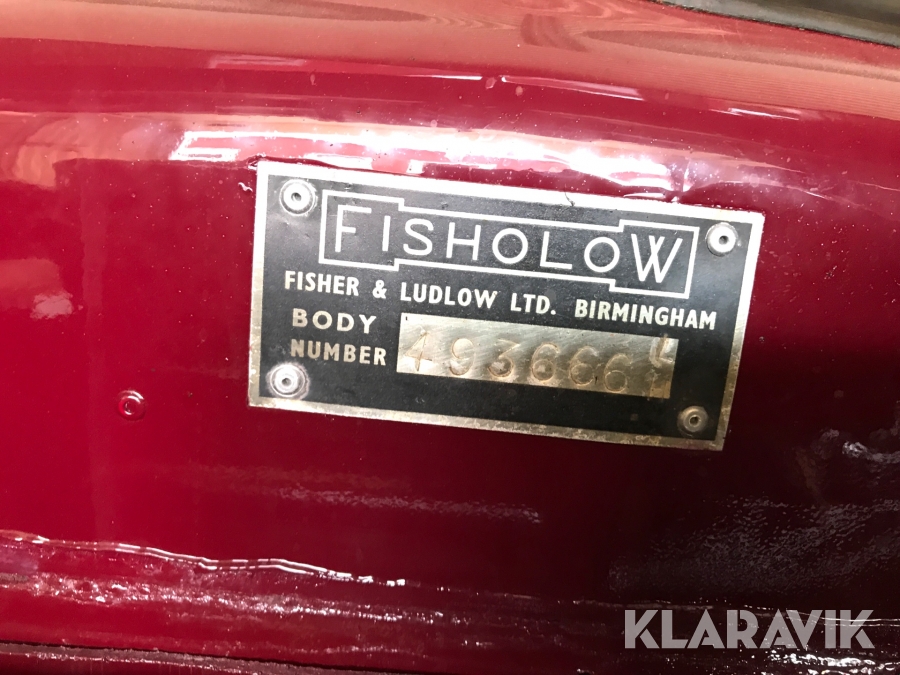 FISHOLOW
FISHER & LUDLOW LTD. BIRMINGHAM
BODY
NUMBER
KLARAVIK